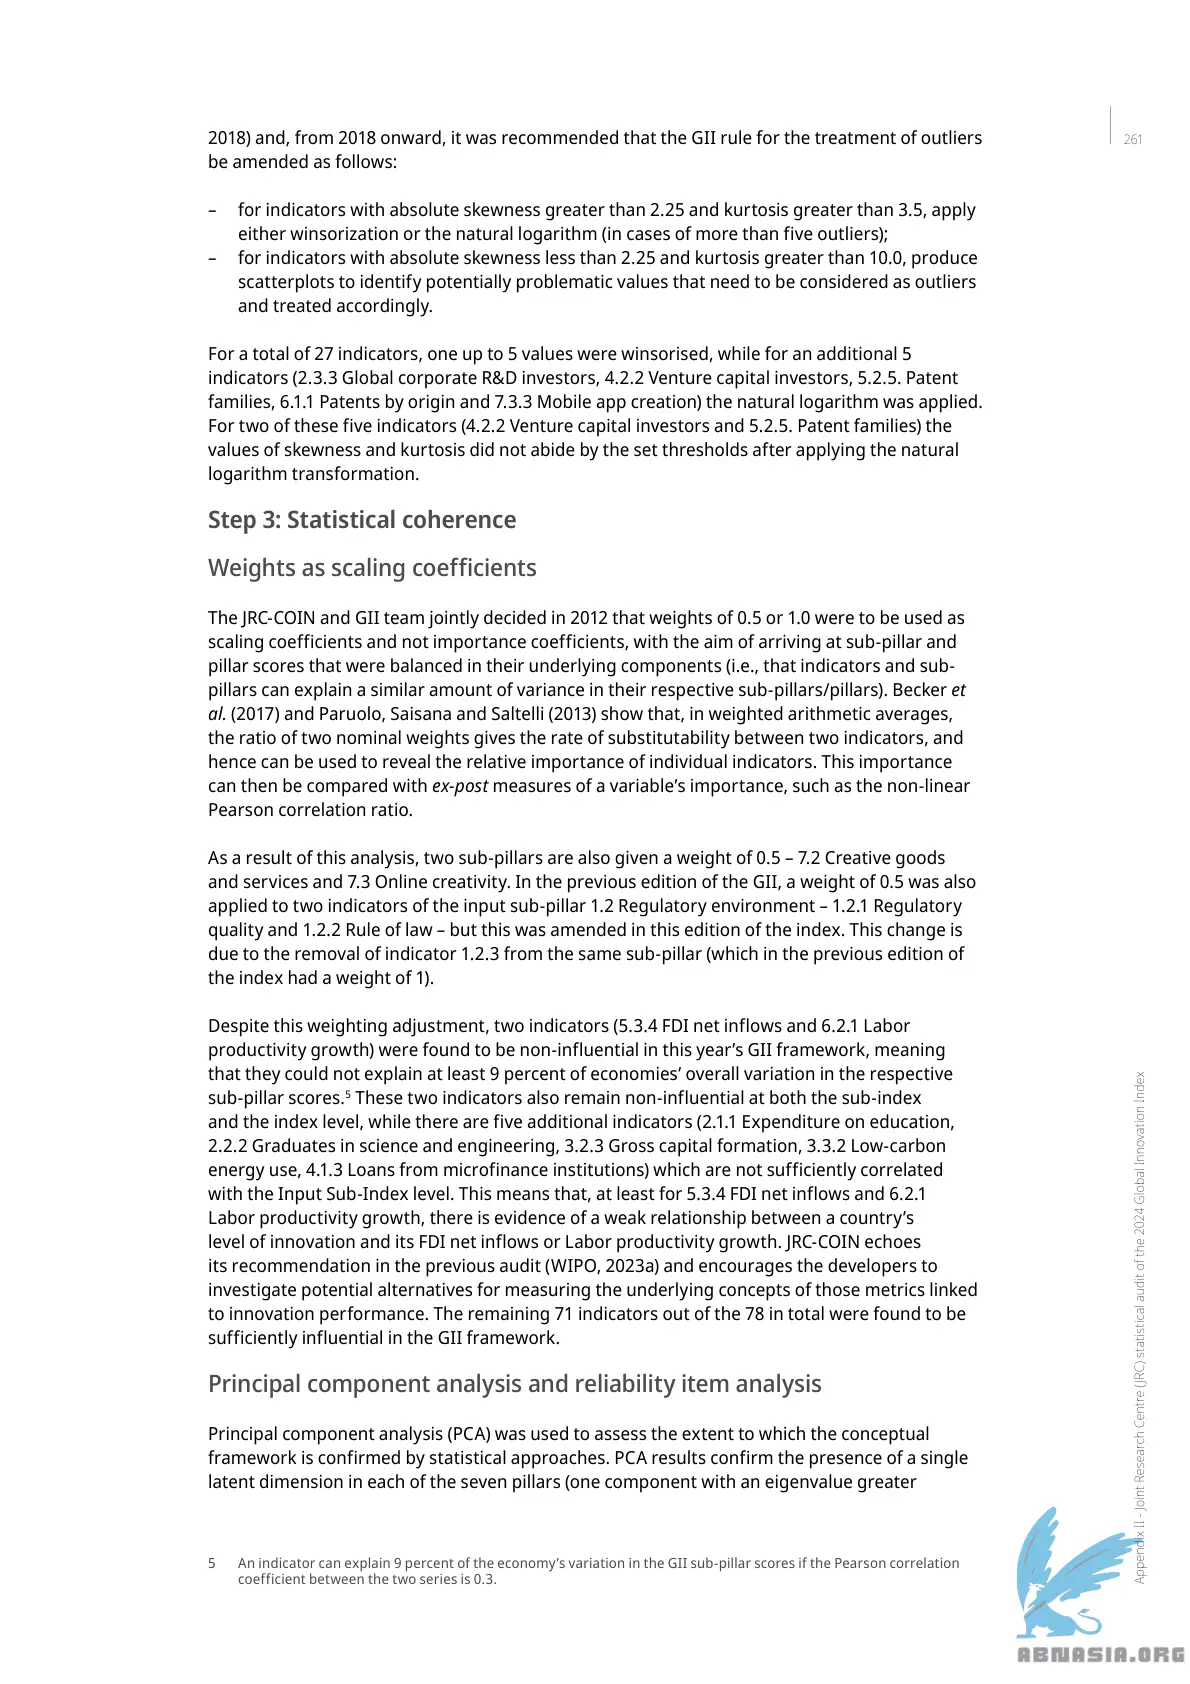 261
2018) and, from 2018 onward, it was recommended that the GII rule for the treatment of outliers
be amended as follows:
– for indicators with absolute skewness greater than 2.25 and kurtosis greater than 3.5, apply
either winsorization or the natural logarithm (in cases of more than five outliers);
– for indicators with absolute skewness less than 2.25 and kurtosis greater than 10.0, produce
scatterplots to identify potentially problematic values that need to be considered as outliers
and treated accordingly.
For a total of 27 indicators, one up to 5 values were winsorised, while for an additional 5
indicators (2.3.3 Global corporate R&D investors, 4.2.2 Venture capital investors, 5.2.5. Patent
families, 6.1.1 Patents by origin and 7.3.3 Mobile app creation) the natural logarithm was applied.
For two of these five indicators (4.2.2 Venture capital investors and 5.2.5. Patent families) the
values of skewness and kurtosis did not abide by the set thresholds after applying the natural
logarithm transformation.
Step 3: Statistical coherence
Weights as scaling coefficients
The JRC-COIN and GII team jointly decided in 2012 that weights of 0.5 or 1.0 were to be used as
scaling coefficients and not importance coefficients, with the aim of arriving at sub-pillar and
pillar scores that were balanced in their underlying components (i.e., that indicators and sub-
pillars can explain a similar amount of variance in their respective sub-pillars/pillars). Becker et
al. (2017) and Paruolo, Saisana and Saltelli (2013) show that, in weighted arithmetic averages,
the ratio of two nominal weights gives the rate of substitutability between two indicators, and
hence can be used to reveal the relative importance of individual indicators. This importance
can then be compared with ex-post measures of a variable’s importance, such as the non-linear
Pearson correlation ratio.
As a result of this analysis, two sub-pillars are also given a weight of 0.5 – 7.2 Creative goods
and services and 7.3 Online creativity. In the previous edition of the GII, a weight of 0.5 was also
applied to two indicators of the input sub-pillar 1.2 Regulatory environment – 1.2.1 Regulatory
quality and 1.2.2 Rule of law – but this was amended in this edition of the index. This change is
due to the removal of indicator 1.2.3 from the same sub-pillar (which in the previous edition of
the index had a weight of 1).
Despite this weighting adjustment, two indicators (5.3.4 FDI net inflows and 6.2.1 Labor
productivity growth) were found to be non-influential in this year’s GII framework, meaning
that they could not explain at least 9 percent of economies’ overall variation in the respective
sub-pillar scores.5 These two indicators also remain non-influential at both the sub-index
and the index level, while there are five additional indicators (2.1.1 Expenditure on education,
2.2.2 Graduates in science and engineering, 3.2.3 Gross capital formation, 3.3.2 Low-carbon
energy use, 4.1.3 Loans from microfinance institutions) which are not sufficiently correlated
with the Input Sub-Index level. This means that, at least for 5.3.4 FDI net inflows and 6.2.1
Labor productivity growth, there is evidence of a weak relationship between a country’s
level of innovation and its FDI net inflows or Labor productivity growth. JRC-COIN echoes
its recommendation in the previous audit (WIPO, 2023a) and encourages the developers to
investigate potential alternatives for measuring the underlying concepts of those metrics linked
to innovation performance. The remaining 71 indicators out of the 78 in total were found to be
sufficiently influential in the GII framework.
Principal component analysis and reliability item analysis
Principal component analysis (PCA) was used to assess the extent to which the conceptual
framework is confirmed by statistical approaches. PCA results confirm the presence of a single
latent dimension in each of the seven pillars (one component with an eigenvalue greater
5 An indicator can explain 9 percent of the economy’s variation in the GII sub-pillar scores if the Pearson correlation
coefficient between the two series is 0.3.
Appendix II - Joint Research Centre (JRC) statistical audit of the 2024 Global Innovation Index
ABNASIA.ORG